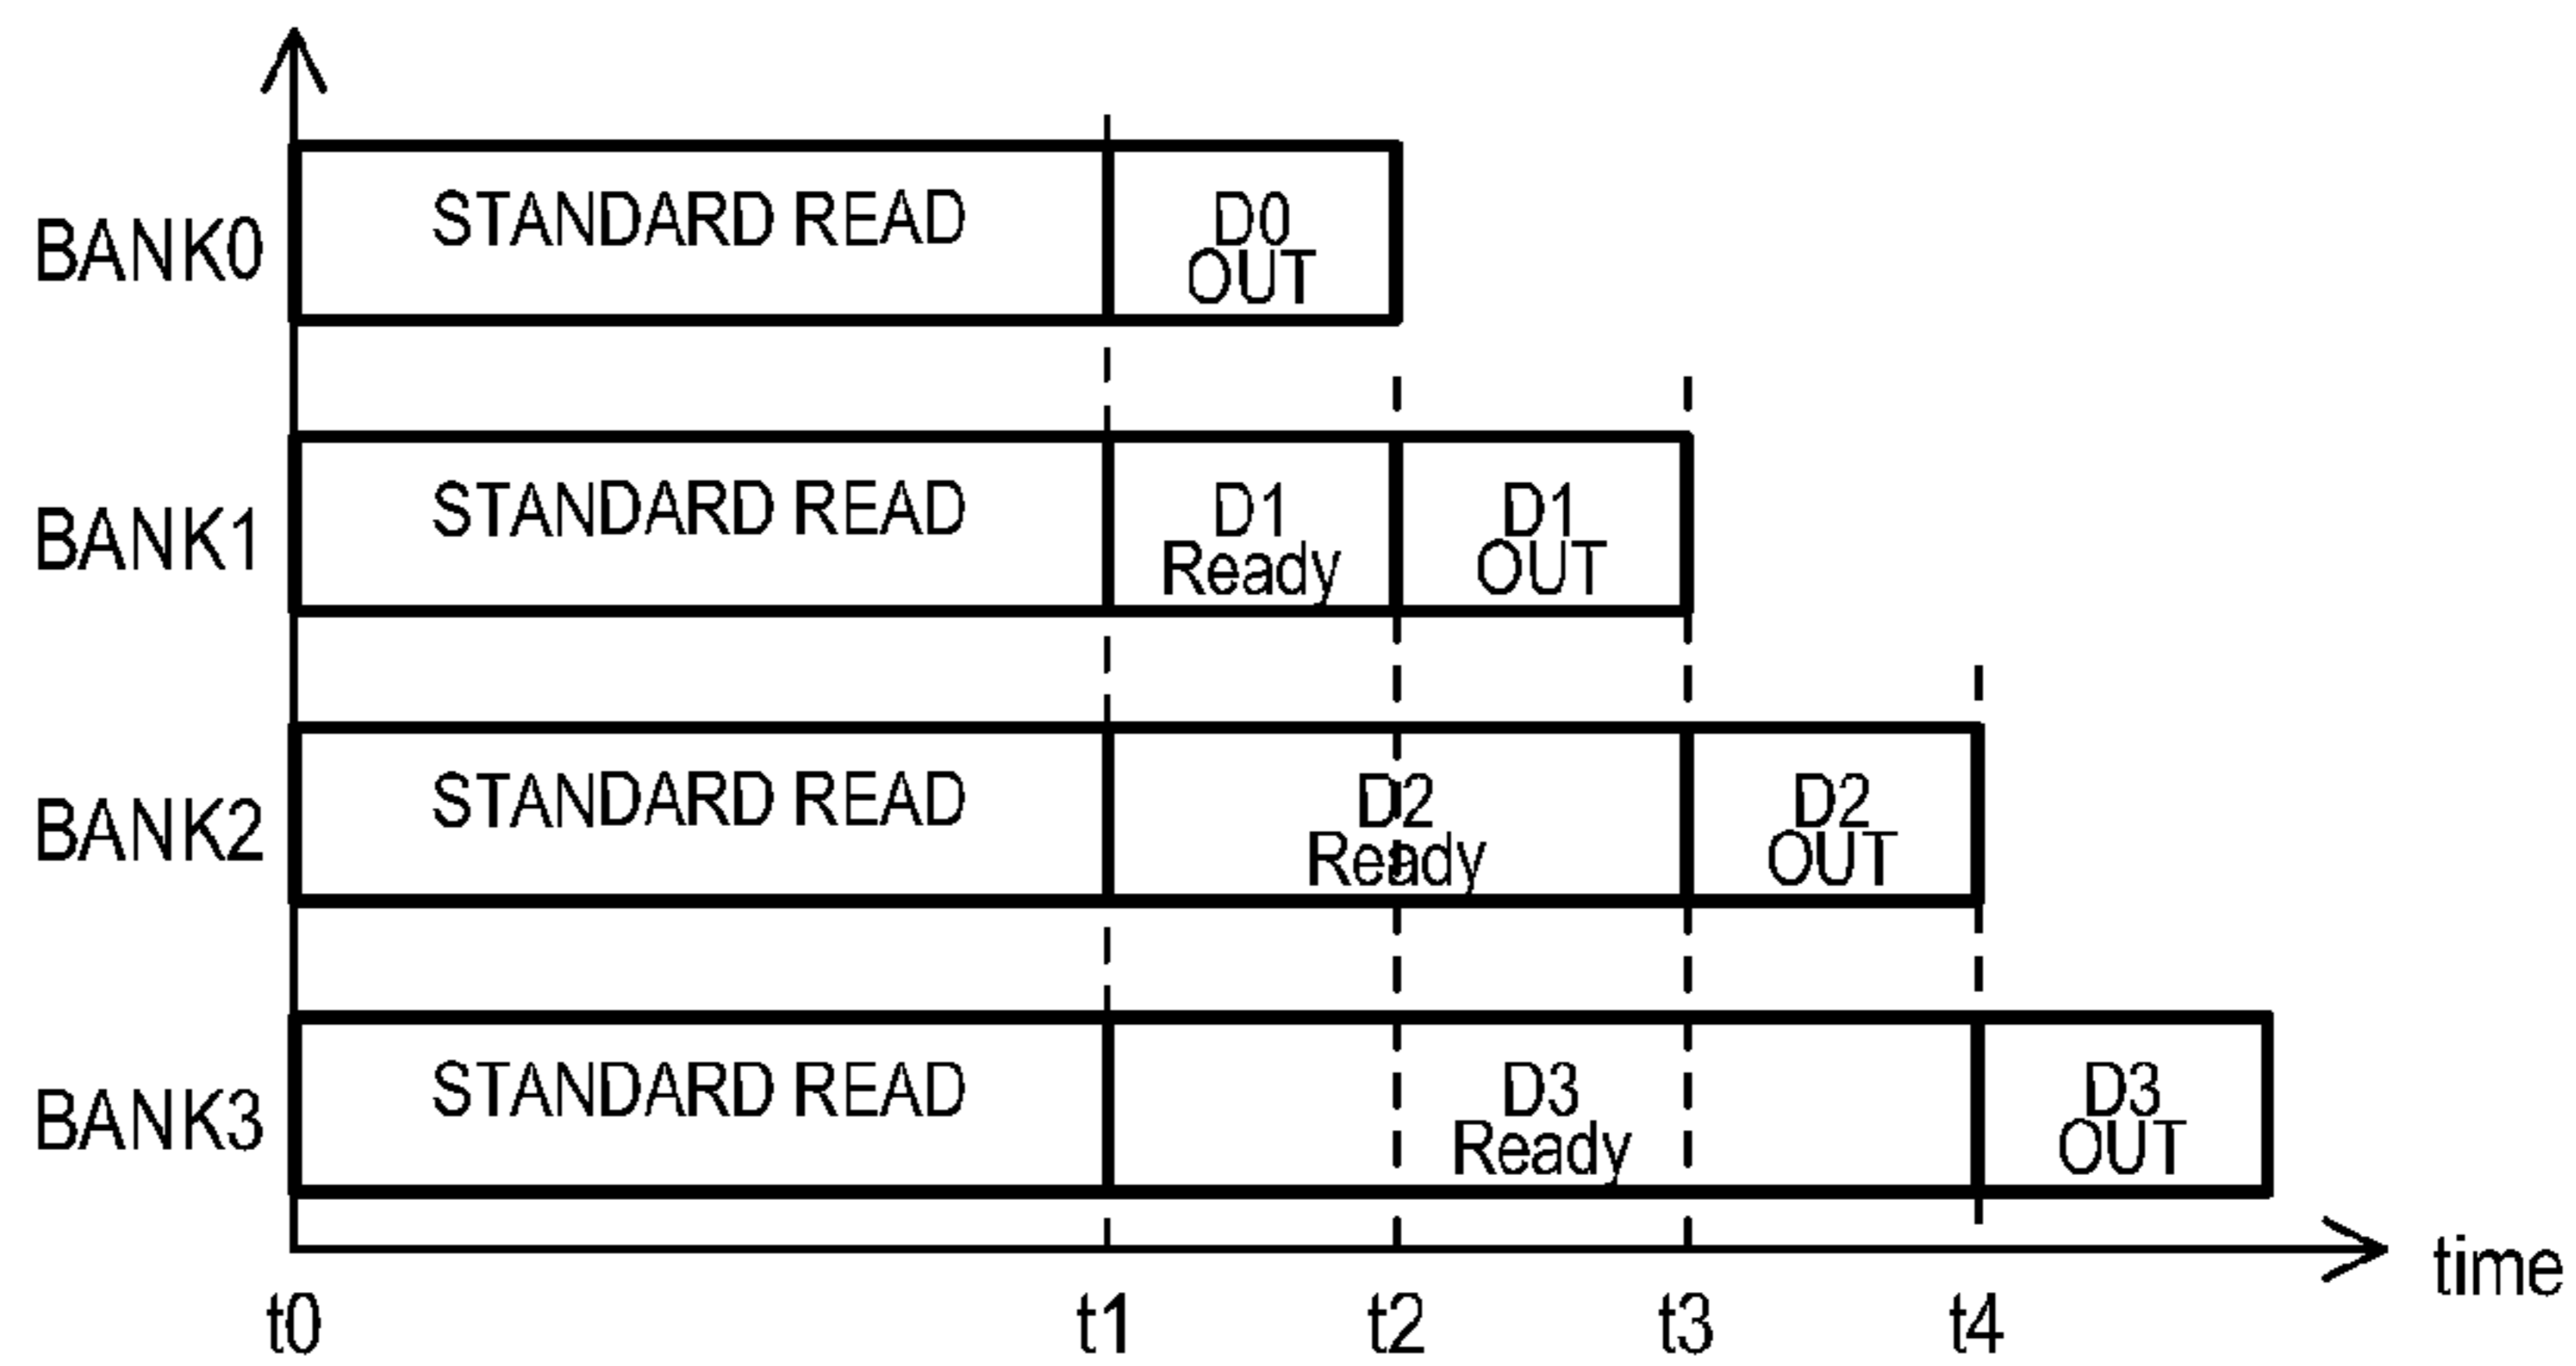 BANK0
STANDARD READ
D0
OUT
BANK1
STANDARD READ
D1
Ready
D1
OUT
BANK2
STANDARD READ
D2
Ready
D2
OUT
BANK3
STANDARD READ
D3
Ready
D3
OUT
time
t0
t1
t2
t3
t4